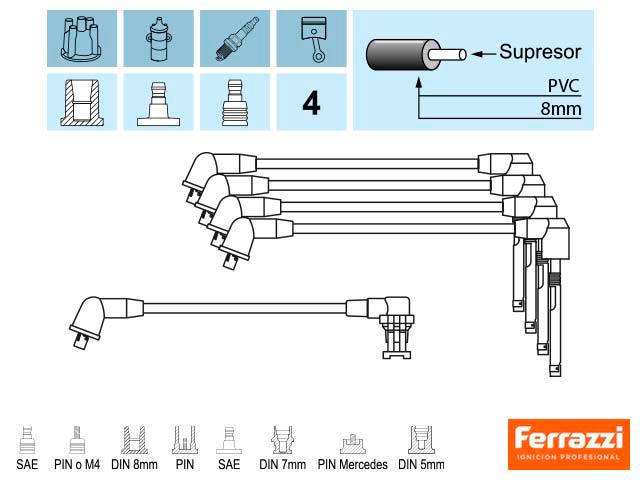 Supresor
PVC
8mm
4
SAE
PIN o M4
DIN 8mm
PIN
SAE
DIN 7mm
PIN Mercedes
DIN 5mm
Ferrazzi
IGNICION PROFESIONAL